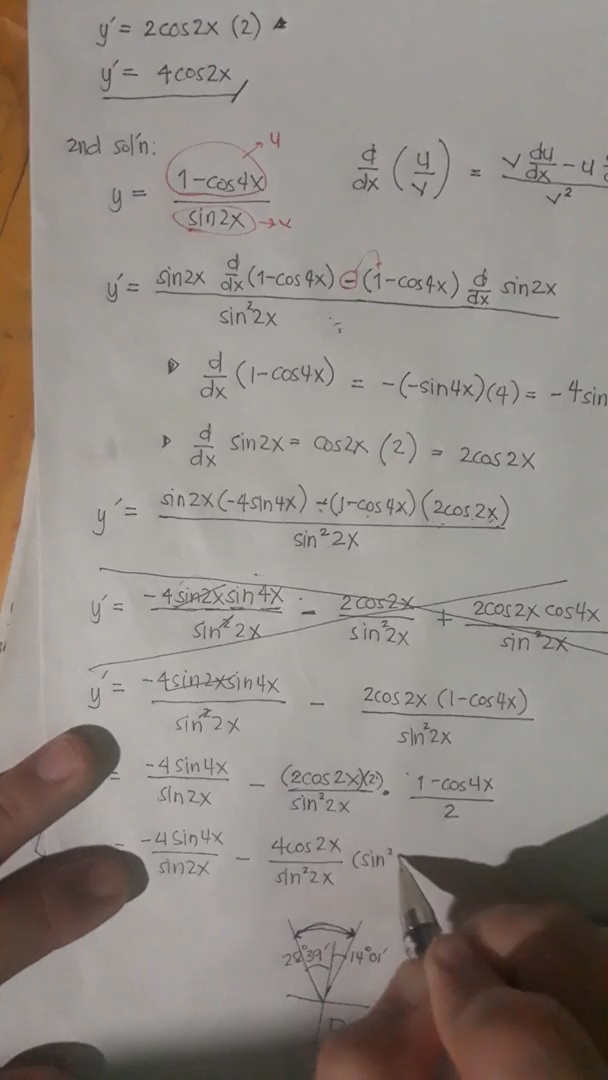 y' = 2cos2x (2)
y' = 4cos2x
2nd sol'n:
y = (1-cos4x)/(sin2x) → u → v
d/dx (u/v) = (v du/dx - u d)/(v²)
y' = (sin2x d/dx (1-cos4x) - (1-cos4x) d/dx sin2x)/(sin²2x)
d/dx (1-cos4x) = -(-sin4x)(4) = -4sin
d/dx sin2x = cos2x (2) = 2cos2x
y' = (sin2x(-4sin4x) - (1-cos4x)(2cos2x))/(sin²2x)
y' = (-4sin2xsin4x)/(sin²2x) - (2cos2x)/(sin²2x) + (2cos2x cos4x)/(sin²2x)
y' = (-4sin2xsin4x)/(sin²2x) - (2cos2x (1-cos4x))/(sin²2x)
= (-4sin4x)/(sin2x) - ((2cos2x)(2))/(sin²2x) · (1-cos4x)/2
(-4sin4x)/(sin2x) - (4cos2x)/(sin²2x) (sin²
14°01'